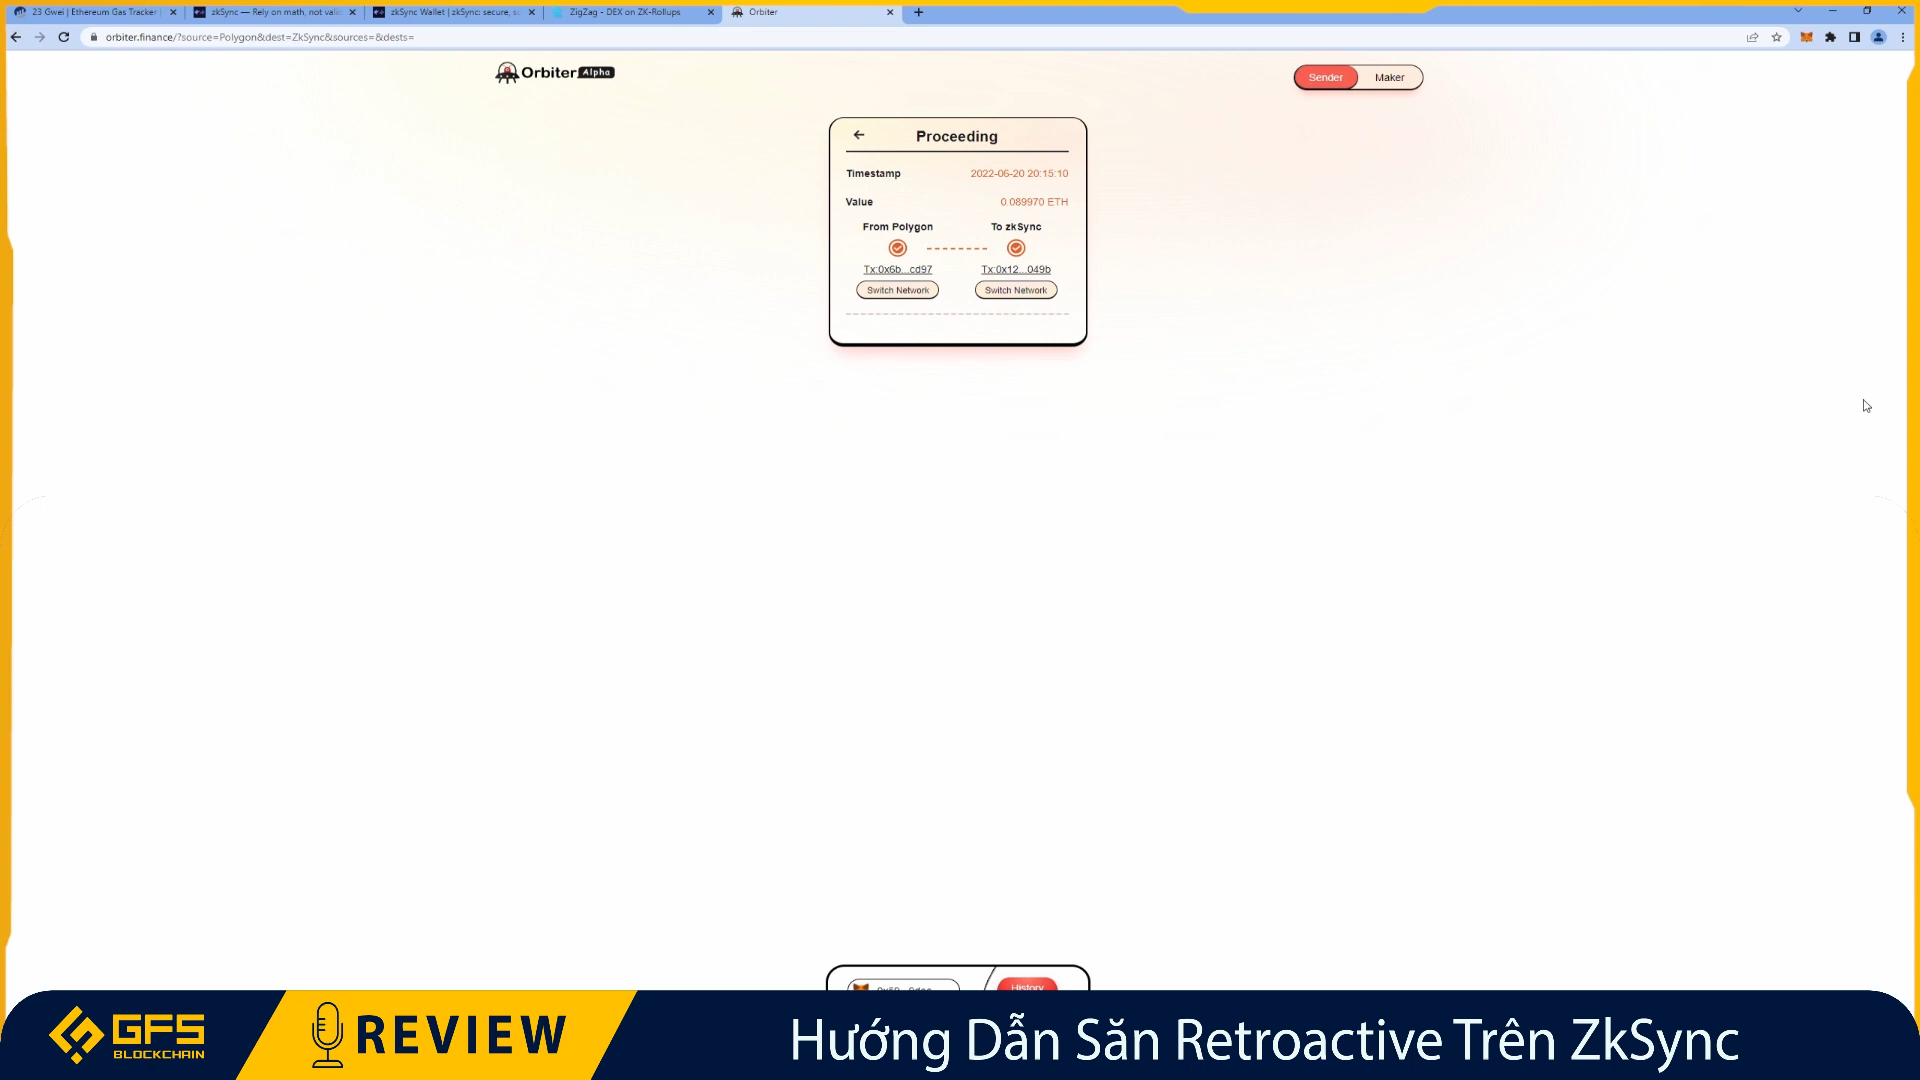 23 Gwei | Ethereum Gas Tracker
zkSync — Rely on math, not vali
zkSync Wallet | zkSync: secure, s
ZigZag - DEX on ZK-Rollups
Orbiter
orbiter.finance/?source=Polygon&dest=ZkSync&sources=&dests=
Orbiter Alpha
Sender
Maker
Proceeding
Timestamp 2022-06-20 20:15:10
Value 0.089970 ETH
From Polygon To zkSync
Tx:0x6b...cd97 Tx:0x12...049b
Switch Network Switch Network
History
GFS
BLOCKCHAIN
REVIEW
Hướng Dẫn Săn Retroactive Trên ZkSync